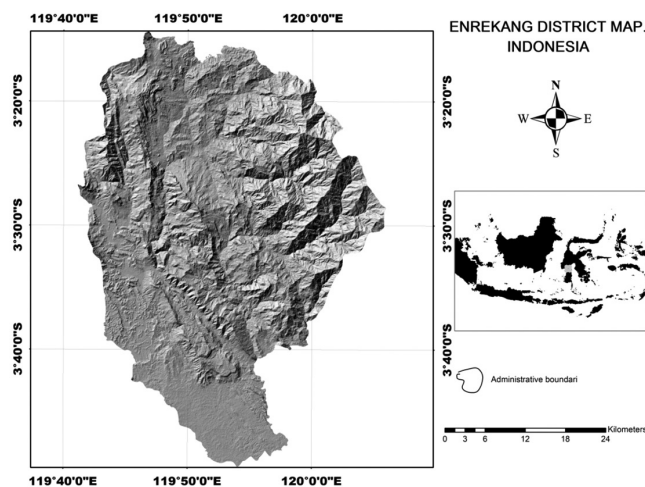 119°40'0"E 119°50'0"E 120°0'0"E
ENREKANG DISTRICT MAP.
INDONESIA
N
W E
S
3°20'0"S 3°20'0"S
3°30'0"S 3°30'0"S
3°40'0"S 3°40'0"S
Administrative boundari
Kilometers
0 3 6 12 18 24
119°40'0"E 119°50'0"E 120°0'0"E